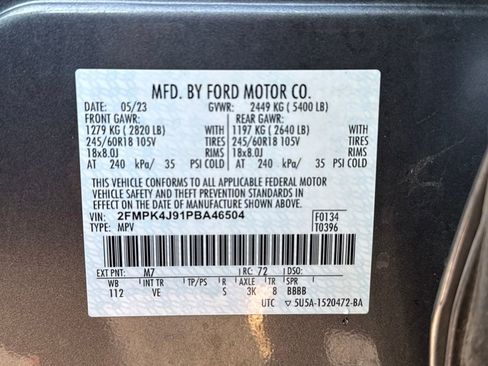 MFD. BY FORD MOTOR CO.
DATE: 05/23 GVWR: 2449 KG ( 5400 LB)
FRONT GAWR: REAR GAWR:
1279 KG ( 2820 LB) WITH 1197 KG ( 2640 LB) WITH
245/60R18 105V TIRES 245/60R18 105V TIRES
18x8.0J RIMS 18x8.0J RIMS
AT 240 kPa/ 35 PSI COLD AT 240 kPa/ 35 PSI COLD
THIS VEHICLE CONFORMS TO ALL APPLICABLE FEDERAL MOTOR
VEHICLE SAFETY AND THEFT PREVENTION STANDARDS
IN EFFECT ON THE DATE OF MANUFACTURE SHOWN ABOVE.
VIN: 2FMPK4J91PBA46504 F0134
TYPE: MPV T0396
EXT PNT: M7 RC: 72 DSO:
WB INT TR TP/PS R AXLE TR SPR
112 VE S 3K 8 BBBB
UTC ▽ 5U5A-1520472-BA